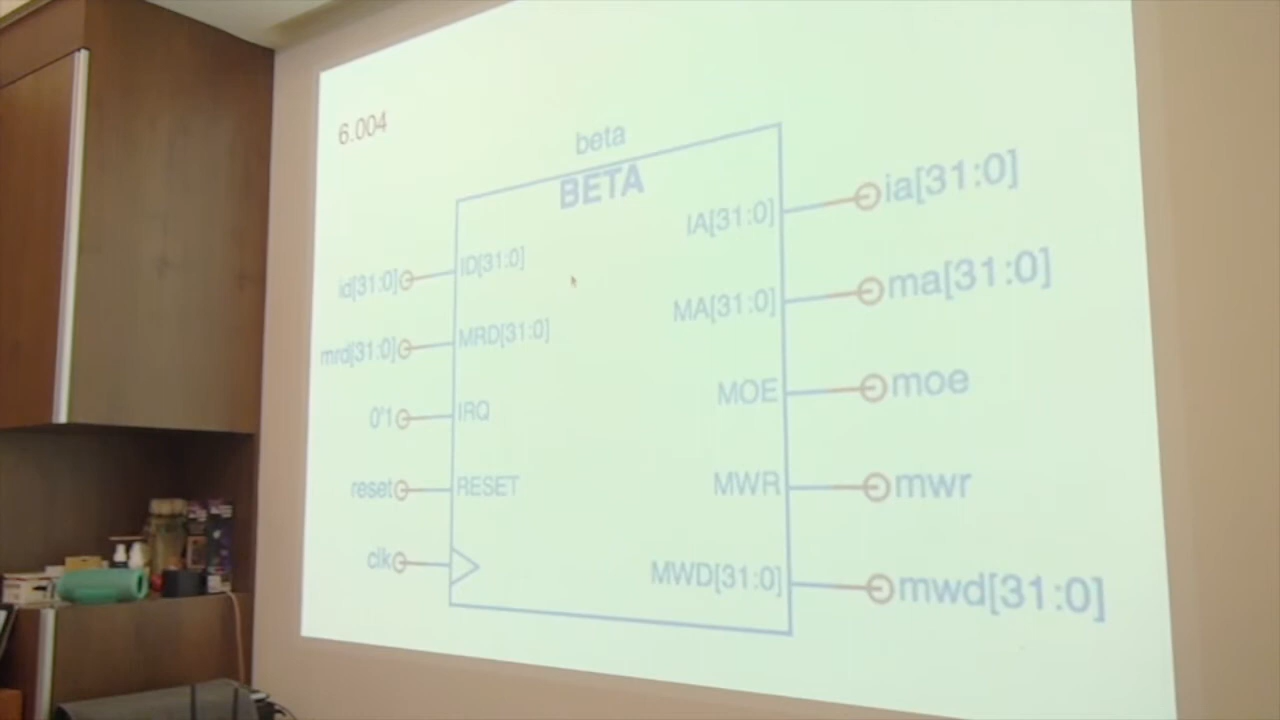 6.004
beta
BETA
id[31:0] ID[31:0] IA[31:0] ia[31:0]
mrd[31:0] MRD[31:0] MA[31:0] ma[31:0]
0'1 IRQ MOE moe
reset RESET MWR mwr
clk MWD[31:0] mwd[31:0]